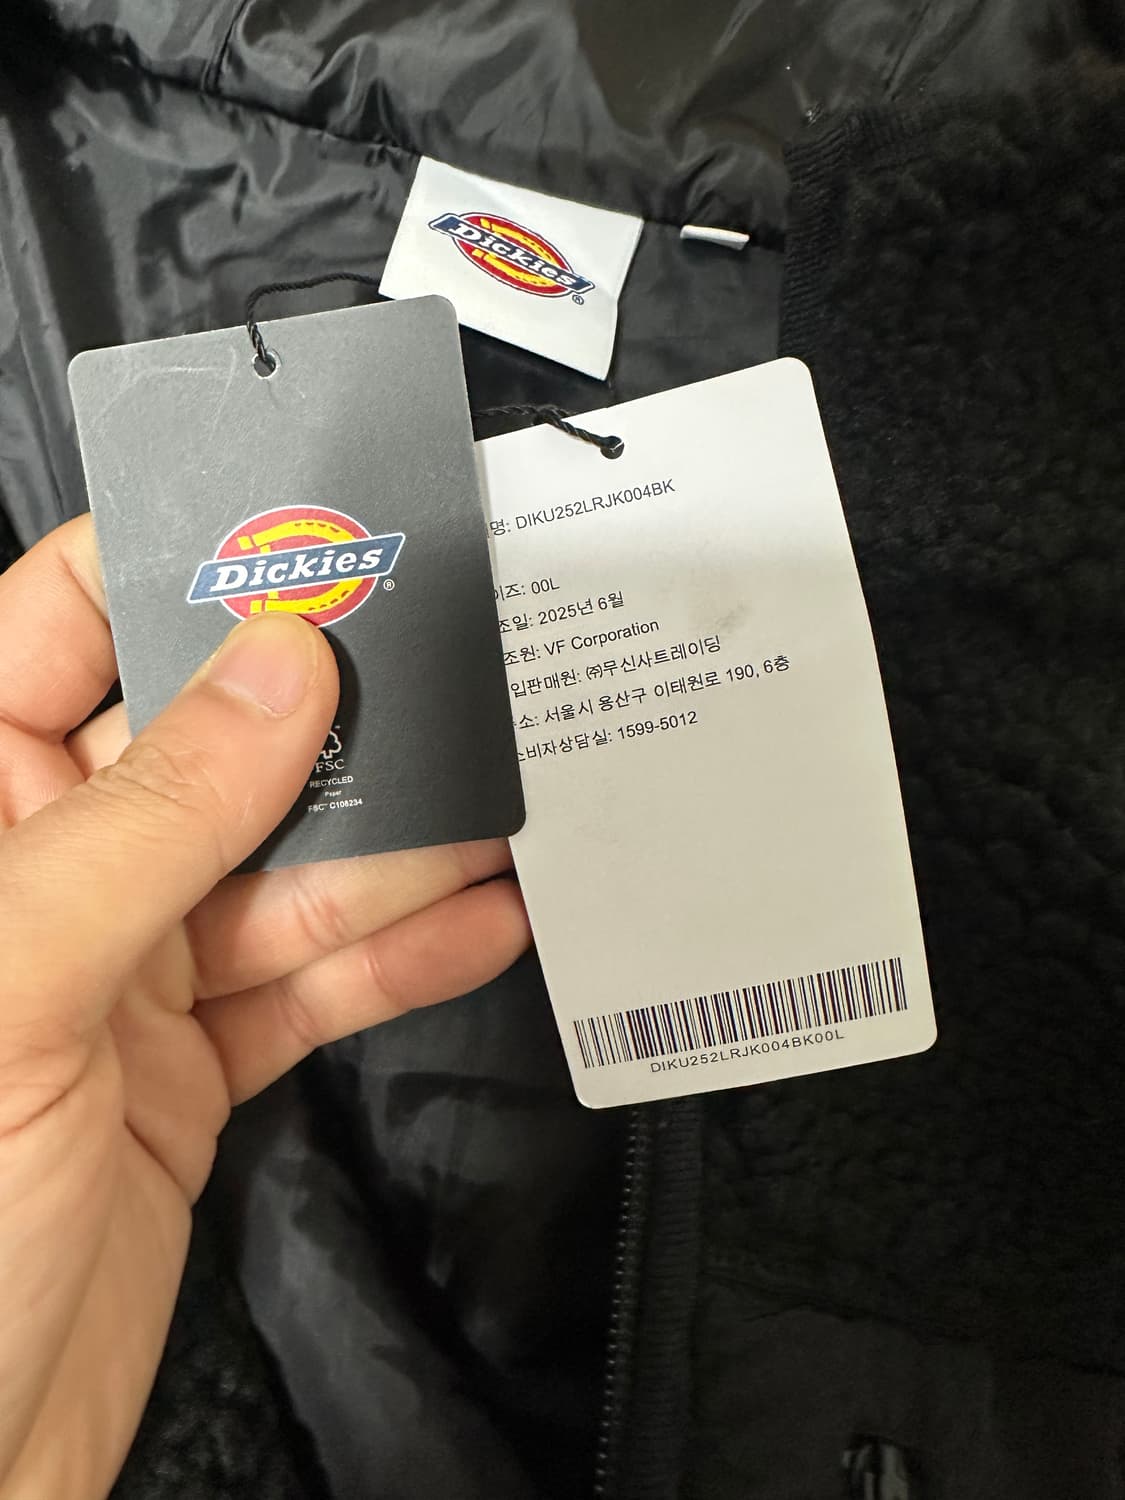 Dickies®
Dickies®
FSC
RECYCLED
Paper
FSC™ C108234
명: DIKU252LRJK004BK
이즈: 00L
조일: 2025년 6월
조원: VF Corporation
입판매원: ㈜무신사트레이딩
소: 서울시 용산구 이태원로 190, 6층
소비자상담실: 1599-5012
DIKU252LRJK004BK00L